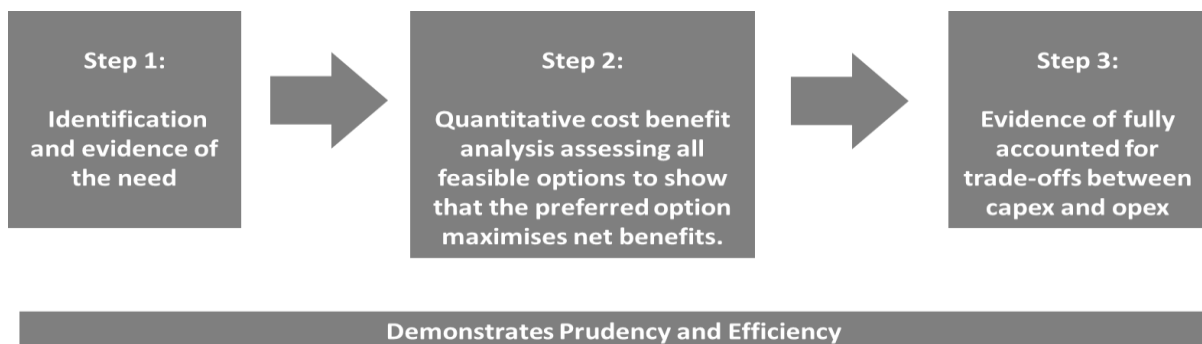 Step 1:
Identification
and evidence of
the need
Step 2:
Quantitative cost benefit
analysis assessing all
feasible options to show
that the preferred option
maximises net benefits.
Step 3:
Evidence of fully
accounted for
trade-offs between
capex and opex
Demonstrates Prudency and Efficiency